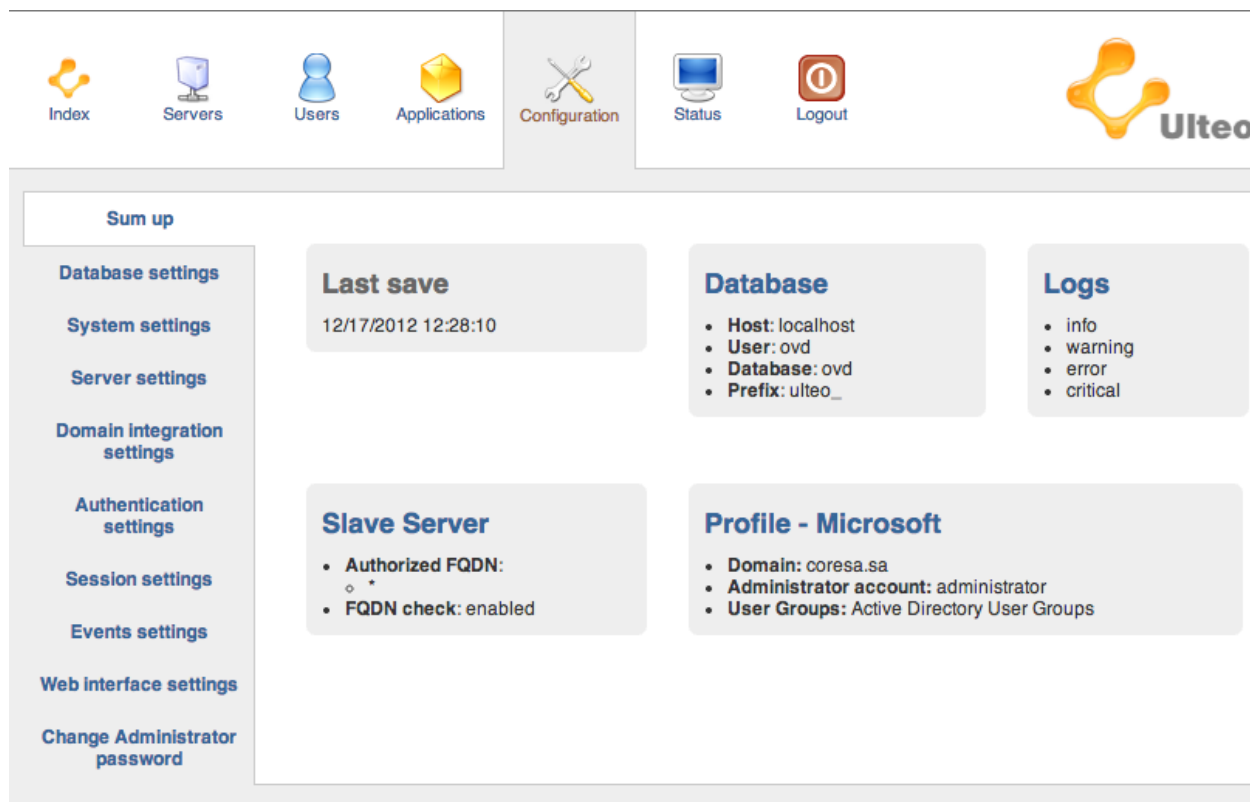 Index
Servers
Users
Applications
Configuration
Status
Logout
Ulteo
Sum up
Database settings
System settings
Server settings
Domain integration
settings
Authentication
settings
Session settings
Events settings
Web interface settings
Change Administrator
password
Last save
12/17/2012 12:28:10
Database
Host: localhost
User: ovd
Database: ovd
Prefix: ulteo_
Logs
info
warning
error
critical
Slave Server
Authorized FQDN:
*
FQDN check: enabled
Profile - Microsoft
Domain: coresa.sa
Administrator account: administrator
User Groups: Active Directory User Groups